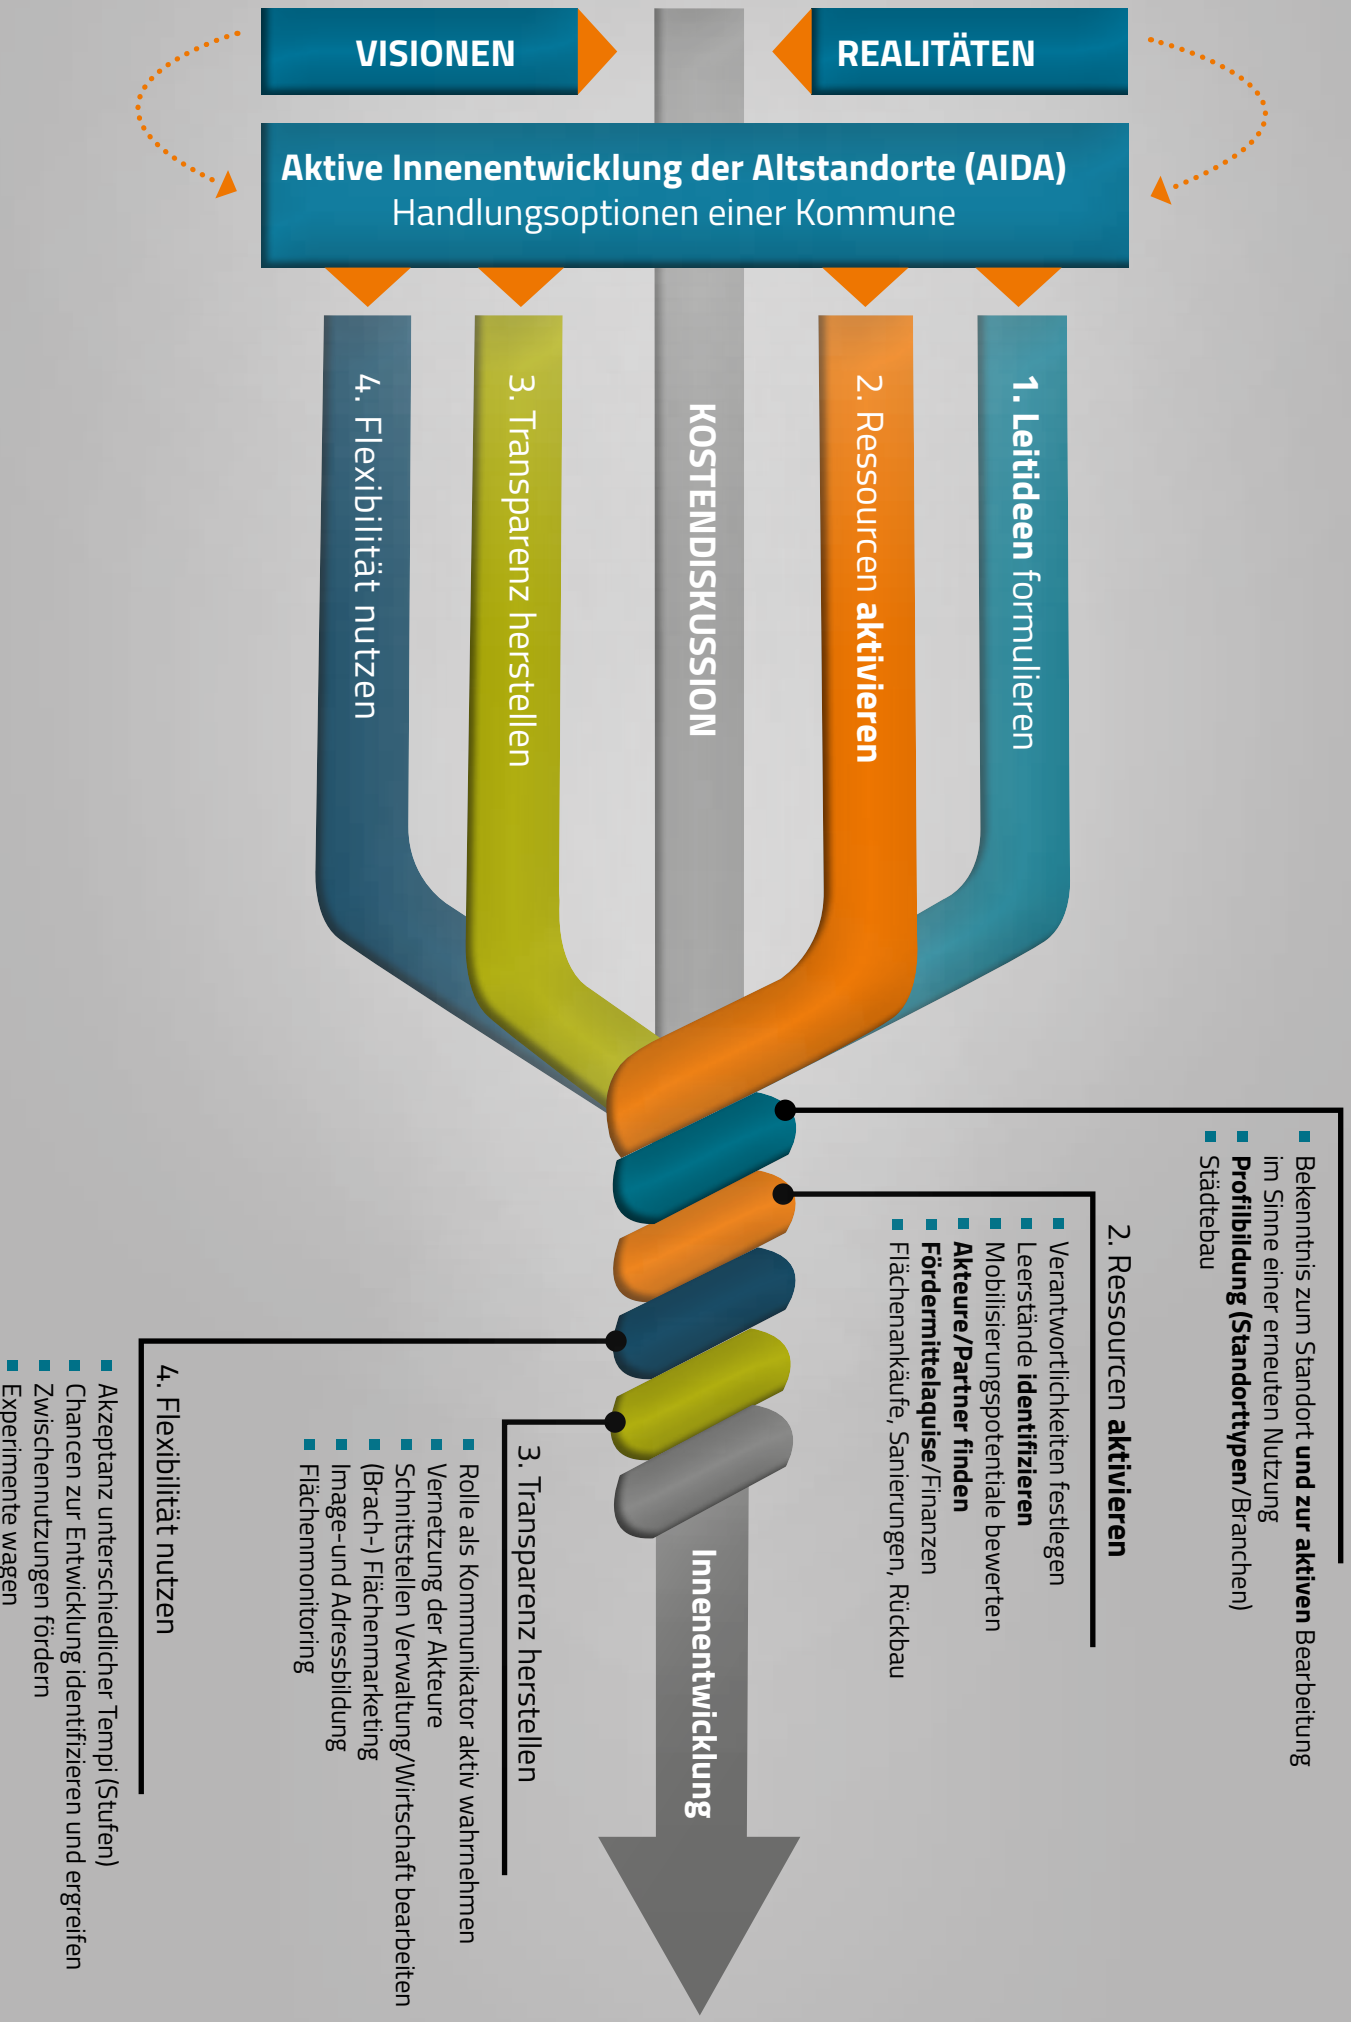 VISIONEN
REALITÄTEN
Aktive Innenentwicklung der Altstandorte (AIDA)
Handlungsoptionen einer Kommune
1. Leitideen formulieren
2. Ressourcen aktivieren
KOSTENDISKUSSION
3. Transparenz herstellen
4. Flexibilität nutzen
Bekenntnis zum Standort und zur aktiven Bearbeitung
im Sinne einer erneuten Nutzung
Profilbildung (Standorttypen/Branchen)
Städtebau
2. Ressourcen aktivieren
Verantwortlichkeiten festlegen
Leerstände identifizieren
Mobilisierungspotentiale bewerten
Akteure/Partner finden
Fördermittelaquise/Finanzen
Flächenankäufe, Sanierungen, Rückbau
Innenentwicklung
3. Transparenz herstellen
Rolle als Kommunikator aktiv wahrnehmen
Vernetzung der Akteure
Schnittstellen Verwaltung/Wirtschaft bearbeiten
(Brach-) Flächenmarketing
Image-und Adressbildung
Flächenmonitoring
4. Flexibilität nutzen
Akzeptanz unterschiedlicher Tempi (Stufen)
Chancen zur Entwicklung identifizieren und ergreifen
Zwischennutzungen fördern
Experimente wagen